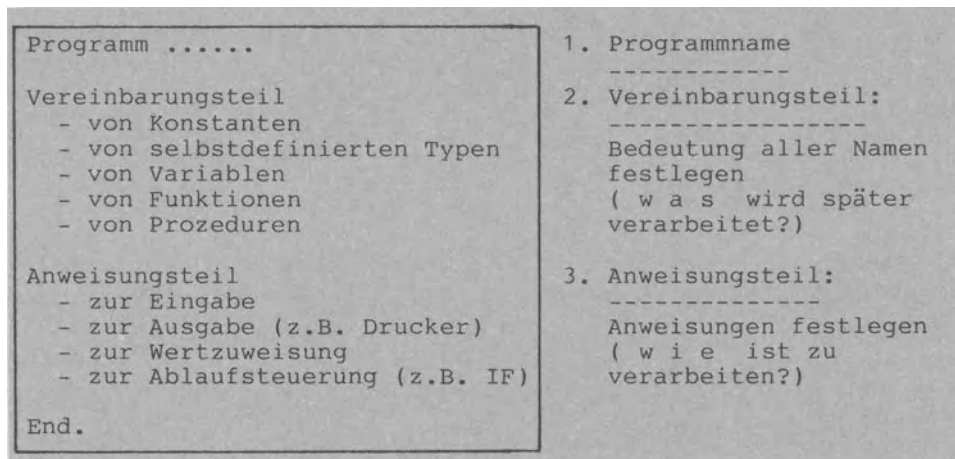 Programm ......
Vereinbarungsteil
- von Konstanten
- von selbstdefinierten Typen
- von Variablen
- von Funktionen
- von Prozeduren
Anweisungsteil
- zur Eingabe
- zur Ausgabe (z.B. Drucker)
- zur Wertzuweisung
- zur Ablaufsteuerung (z.B. IF)
End.
1. Programmname
------------
2. Vereinbarungsteil:
-----------------
Bedeutung aller Namen
festlegen
( w a s  wird später
verarbeitet?)
3. Anweisungsteil:
--------------
Anweisungen festlegen
( w i e  ist zu
verarbeiten?)